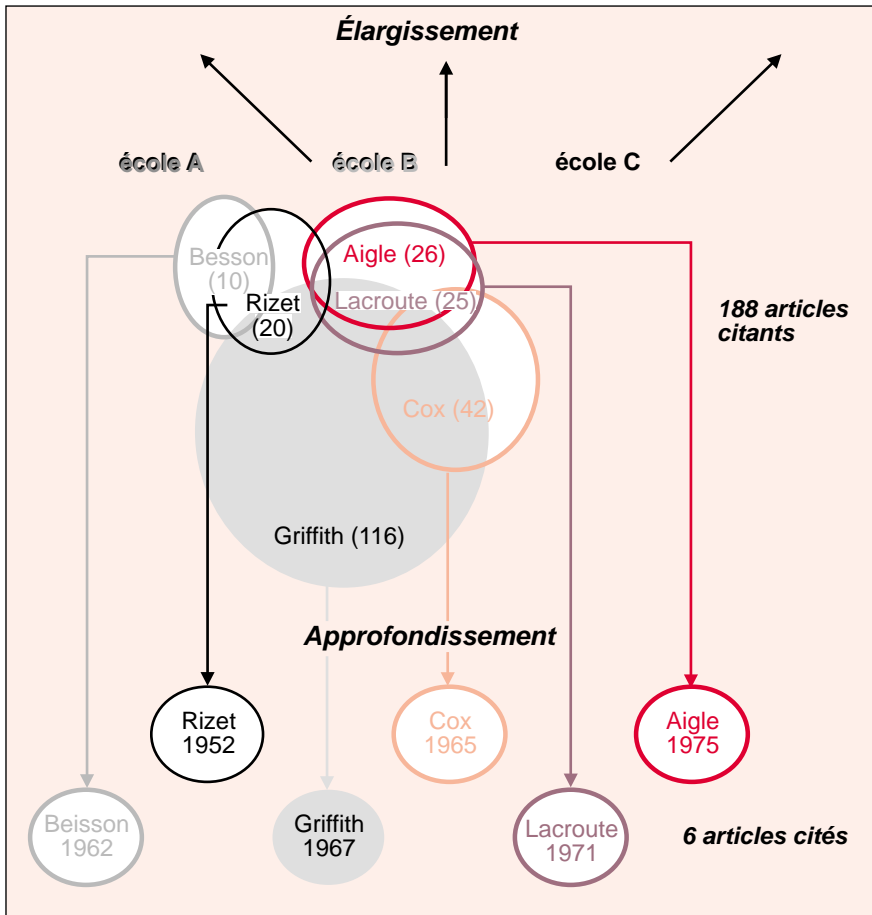 Élargissement
école A
école B
école C
Besson
(10)
Rizet
(20)
Aigle (26)
Lacroute (25)
188 articles
citants
Cox (42)
Griffith (116)
Approfondissement
Rizet
1952
Cox
1965
Aigle
1975
Beisson
1962
Griffith
1967
Lacroute
1971
6 articles cités